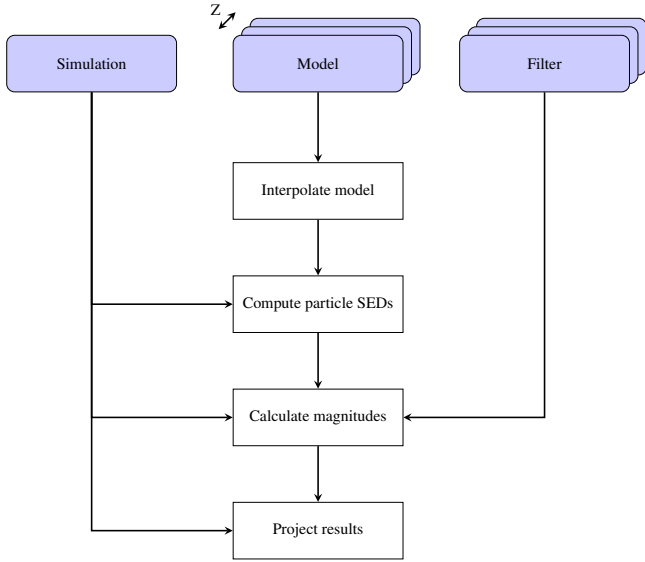 Z
Simulation
Model
Filter
Interpolate model
Compute particle SEDs
Calculate magnitudes
Project results